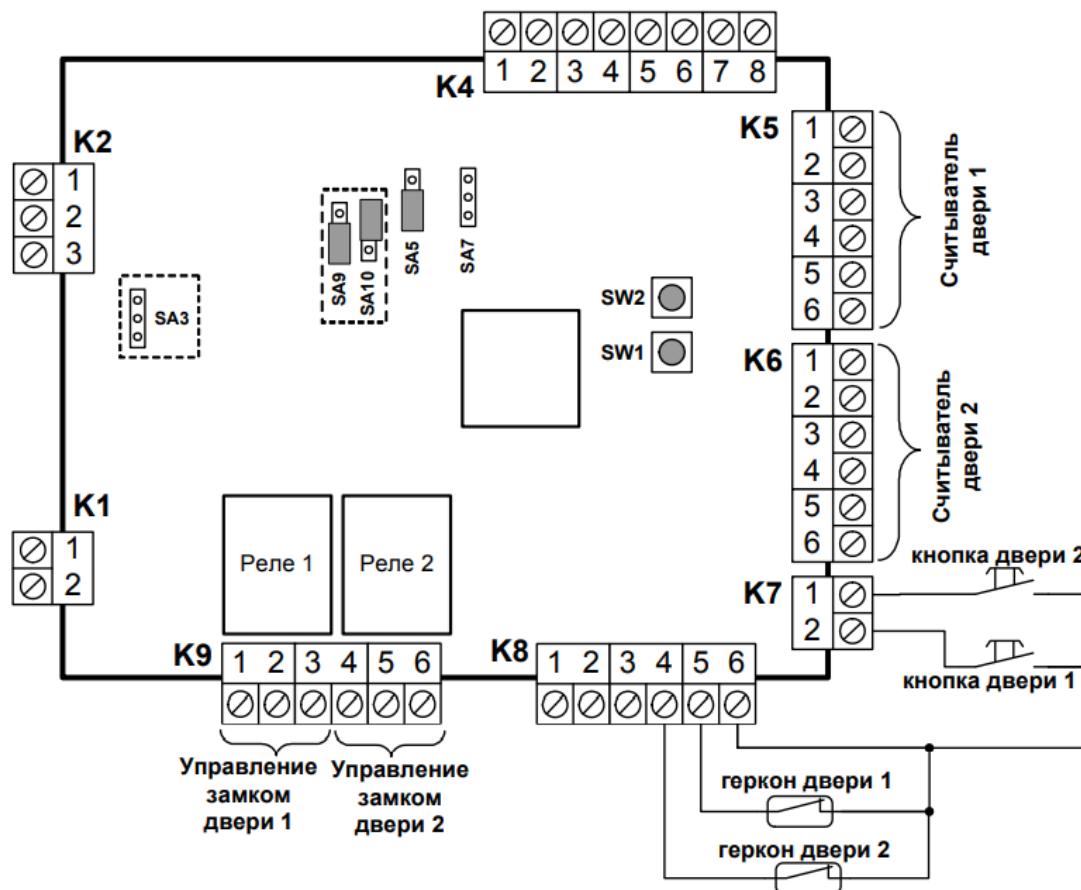 K4
1 2 3 4 5 6 7 8
K2
1
2
3
K5
1
2
3
4
5
6
Считыватель
двери 1
SA9
SA10
SA5
SA7
SA3
SW2
SW1
K6
1
2
3
4
5
6
Считыватель
двери 2
K1
1
2
Реле 1
Реле 2
K7
1
2
кнопка двери 2
кнопка двери 1
K9
1 2 3 4 5 6
K8
1 2 3 4 5 6
Управление
замком
двери 1
Управление
замком
двери 2
геркон двери 1
геркон двери 2